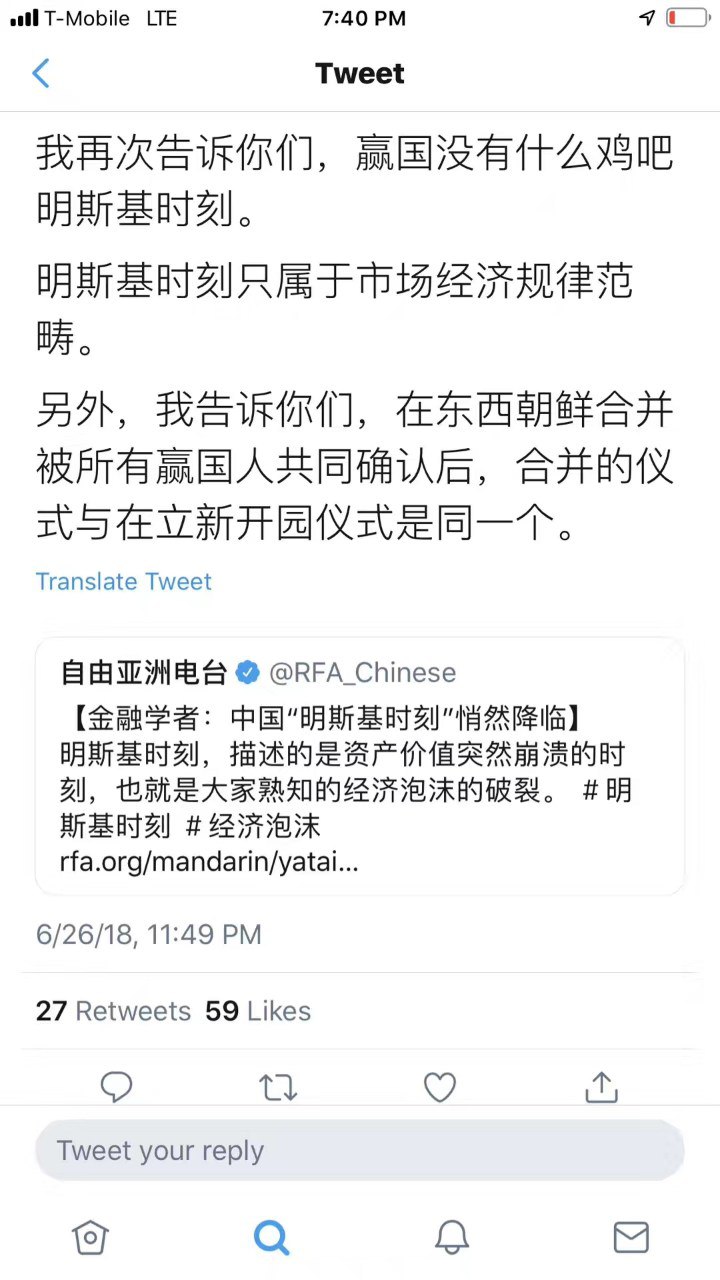 T-Mobile LTE 7:40 PM
Tweet
我再次告诉你们，赢国没有什么鸡吧
明斯基时刻。
明斯基时刻只属于市场经济规律范
畴。
另外，我告诉你们，在东西朝鲜合并
被所有赢国人共同确认后，合并的仪
式与在立新开园仪式是同一个。
Translate Tweet
自由亚洲电台 @RFA_Chinese
【金融学者：中国“明斯基时刻”悄然降临】
明斯基时刻，描述的是资产价值突然崩溃的时
刻，也就是大家熟知的经济泡沫的破裂。 #明
斯基时刻 #经济泡沫
rfa.org/mandarin/yatai...
6/26/18, 11:49 PM
27 Retweets 59 Likes
Tweet your reply